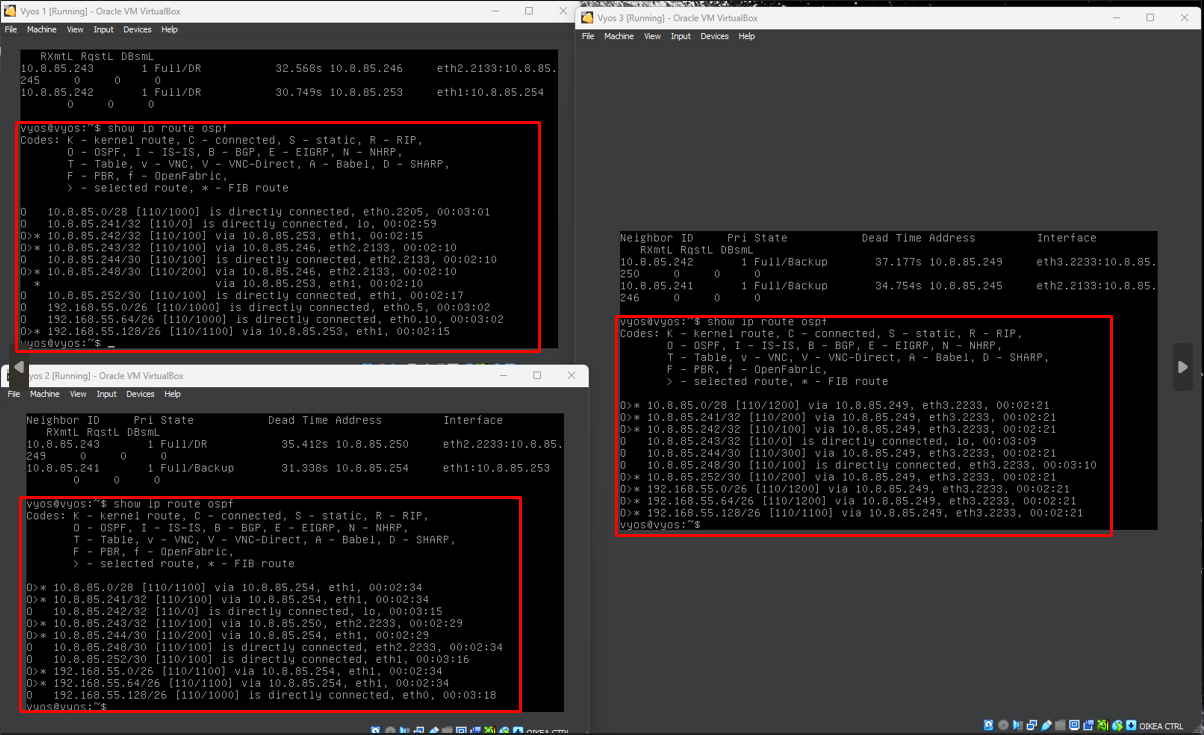 Vyos 1 [Running] - Oracle VM VirtualBox
File Machine View Input Devices Help
RXmtL RqstL DBsmL
10.8.85.243 1 Full/DR 32.568s 10.8.85.246 eth2.2133:10.8.85.
245 0 0 0
10.8.85.242 1 Full/DR 30.749s 10.8.85.253 eth1:10.8.85.254
0 0 0
vyos@vyos:~$ show ip route ospf
Codes: K - kernel route, C - connected, S - static, R - RIP,
O - OSPF, I - IS-IS, B - BGP, E - EIGRP, N - NHRP,
T - Table, v - VNC, V - VNC-Direct, A - Babel, D - SHARP,
F - PBR, f - OpenFabric,
> - selected route, * - FIB route
O 10.8.85.0/28 [110/1000] is directly connected, eth0.2205, 00:03:01
O 10.8.85.241/32 [110/0] is directly connected, lo, 00:02:59
O>* 10.8.85.242/32 [110/100] via 10.8.85.253, eth1, 00:02:15
O>* 10.8.85.243/32 [110/100] via 10.8.85.246, eth2.2133, 00:02:10
O 10.8.85.244/30 [110/100] is directly connected, eth2.2133, 00:02:10
O>* 10.8.85.248/30 [110/200] via 10.8.85.246, eth2.2133, 00:02:10
* via 10.8.85.253, eth1, 00:02:10
O 10.8.85.252/30 [110/100] is directly connected, eth1, 00:02:17
O 192.168.55.0/26 [110/1000] is directly connected, eth0.5, 00:03:02
O 192.168.55.64/26 [110/1000] is directly connected, eth0.10, 00:03:02
O>* 192.168.55.128/26 [110/1100] via 10.8.85.253, eth1, 00:02:15
vyos@vyos:~$ _
yos 2 [Running] - Oracle VM VirtualBox
File Machine View Input Devices Help
Neighbor ID Pri State Dead Time Address Interface
RXmtL RqstL DBsmL
10.8.85.243 1 Full/DR 35.412s 10.8.85.250 eth2.2233:10.8.85.
249 0 0 0
10.8.85.241 1 Full/Backup 31.338s 10.8.85.254 eth1:10.8.85.253
0 0 0
vyos@vyos:~$ show ip route ospf
Codes: K - kernel route, C - connected, S - static, R - RIP,
O - OSPF, I - IS-IS, B - BGP, E - EIGRP, N - NHRP,
T - Table, v - VNC, V - VNC-Direct, A - Babel, D - SHARP,
F - PBR, f - OpenFabric,
> - selected route, * - FIB route
O>* 10.8.85.0/28 [110/1100] via 10.8.85.254, eth1, 00:02:34
O>* 10.8.85.241/32 [110/100] via 10.8.85.254, eth1, 00:02:34
O 10.8.85.242/32 [110/0] is directly connected, lo, 00:03:15
O>* 10.8.85.243/32 [110/100] via 10.8.85.250, eth2.2233, 00:02:29
O>* 10.8.85.244/30 [110/200] via 10.8.85.254, eth1, 00:02:29
O 10.8.85.248/30 [110/100] is directly connected, eth2.2233, 00:02:34
O 10.8.85.252/30 [110/100] is directly connected, eth1, 00:03:16
O>* 192.168.55.0/26 [110/1100] via 10.8.85.254, eth1, 00:02:34
O>* 192.168.55.64/26 [110/1100] via 10.8.85.254, eth1, 00:02:34
O 192.168.55.128/26 [110/1000] is directly connected, eth0, 00:03:18
vyos@vyos:~$
OIKEA CTRL
Vyos 3 [Running] - Oracle VM VirtualBox
File Machine View Input Devices Help
Neighbor ID Pri State Dead Time Address Interface
RXmtL RqstL DBsmL
10.8.85.242 1 Full/Backup 37.177s 10.8.85.249 eth3.2233:10.8.85.
250 0 0 0
10.8.85.241 1 Full/Backup 34.754s 10.8.85.245 eth2.2133:10.8.85.
246 0 0 0
vyos@vyos:~$ show ip route ospf
Codes: K - kernel route, C - connected, S - static, R - RIP,
O - OSPF, I - IS-IS, B - BGP, E - EIGRP, N - NHRP,
T - Table, v - VNC, V - VNC-Direct, A - Babel, D - SHARP,
F - PBR, f - OpenFabric,
> - selected route, * - FIB route
O>* 10.8.85.0/28 [110/1200] via 10.8.85.249, eth3.2233, 00:02:21
O>* 10.8.85.241/32 [110/200] via 10.8.85.249, eth3.2233, 00:02:21
O>* 10.8.85.242/32 [110/100] via 10.8.85.249, eth3.2233, 00:02:21
O 10.8.85.243/32 [110/0] is directly connected, lo, 00:03:09
O 10.8.85.244/30 [110/300] via 10.8.85.249, eth3.2233, 00:02:21
O 10.8.85.248/30 [110/100] is directly connected, eth3.2233, 00:03:10
O>* 10.8.85.252/30 [110/200] via 10.8.85.249, eth3.2233, 00:02:21
O>* 192.168.55.0/26 [110/1200] via 10.8.85.249, eth3.2233, 00:02:21
O>* 192.168.55.64/26 [110/1200] via 10.8.85.249, eth3.2233, 00:02:21
O>* 192.168.55.128/26 [110/1100] via 10.8.85.249, eth3.2233, 00:02:21
vyos@vyos:~$
OIKEA CTRL